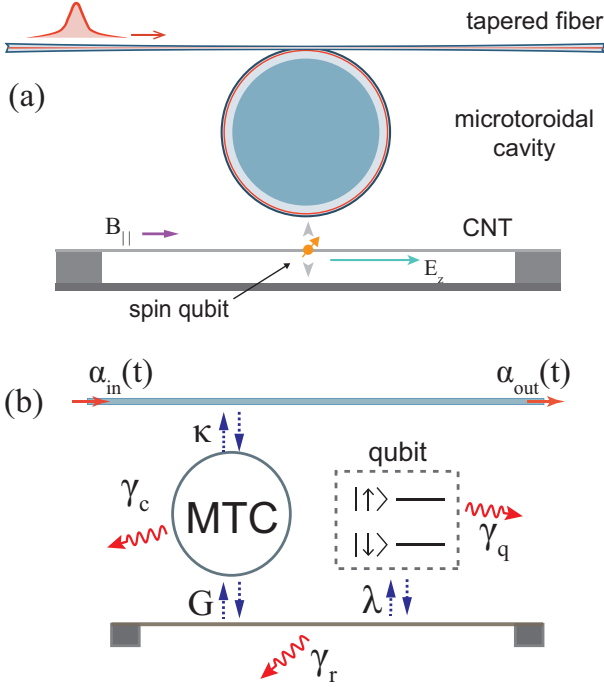 tapered fiber
(a)
microtoroidal
cavity
B||
CNT
E_z
spin qubit
α_in(t)
α_out(t)
(b)
κ
qubit
γ_c
MTC
|↑⟩
|↓⟩
γ_q
G
λ
γ_r